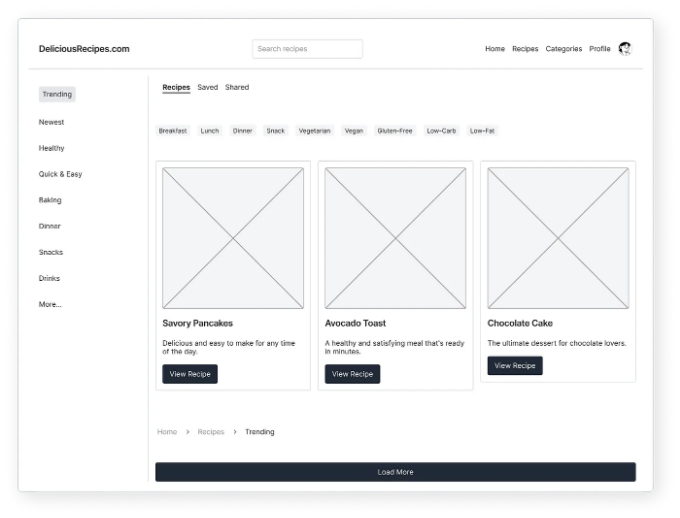 DeliciousRecipes.com
Search recipes
Home Recipes Categories Profile
Trending
Newest
Healthy
Quick & Easy
Baking
Dinner
Snacks
Drinks
More...
Recipes Saved Shared
Breakfast Lunch Dinner Snack Vegetarian Vegan Gluten-Free Low-Carb Low-Fat
Savory Pancakes
Delicious and easy to make for any time
of the day.
View Recipe
Avocado Toast
A healthy and satisfying meal that's ready
in minutes.
View Recipe
Chocolate Cake
The ultimate dessert for chocolate lovers.
View Recipe
Home > Recipes > Trending
Load More